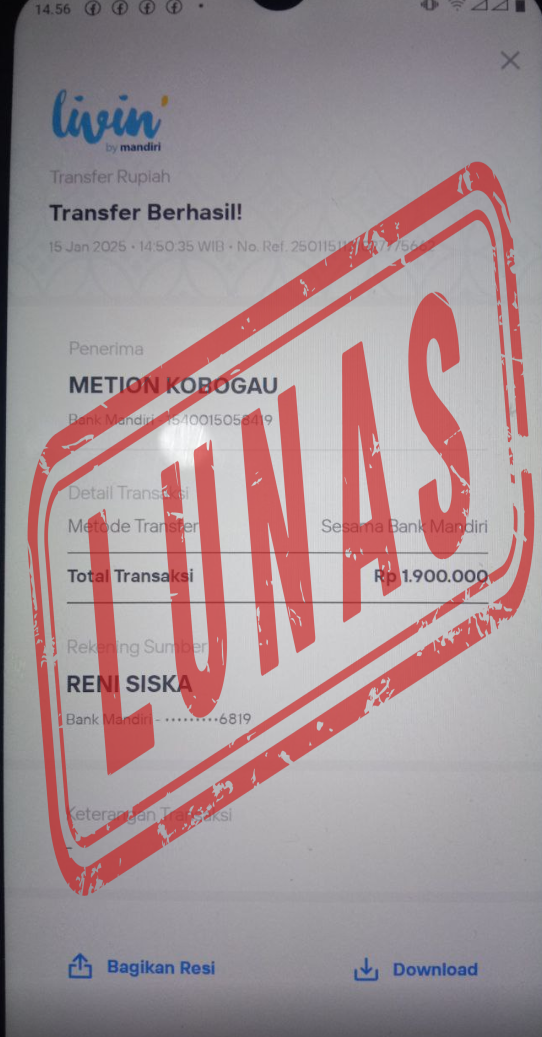 14.56
livin'
by mandiri
Transfer Rupiah
Transfer Berhasil!
15 Jan 2025 • 14:50:35 WIB • No. Ref.
Penerima
METION KOBOGAU
Bank Mandiri - 1540015058419
Detail Transaksi
Metode Transfer Sesama Bank Mandiri
Total Transaksi Rp 1.900.000
LUNAS
Rekening Sumber
RENI SISKA
Bank Mandiri - •••••••••6819
Keterangan Transaksi
-
Bagikan Resi Download